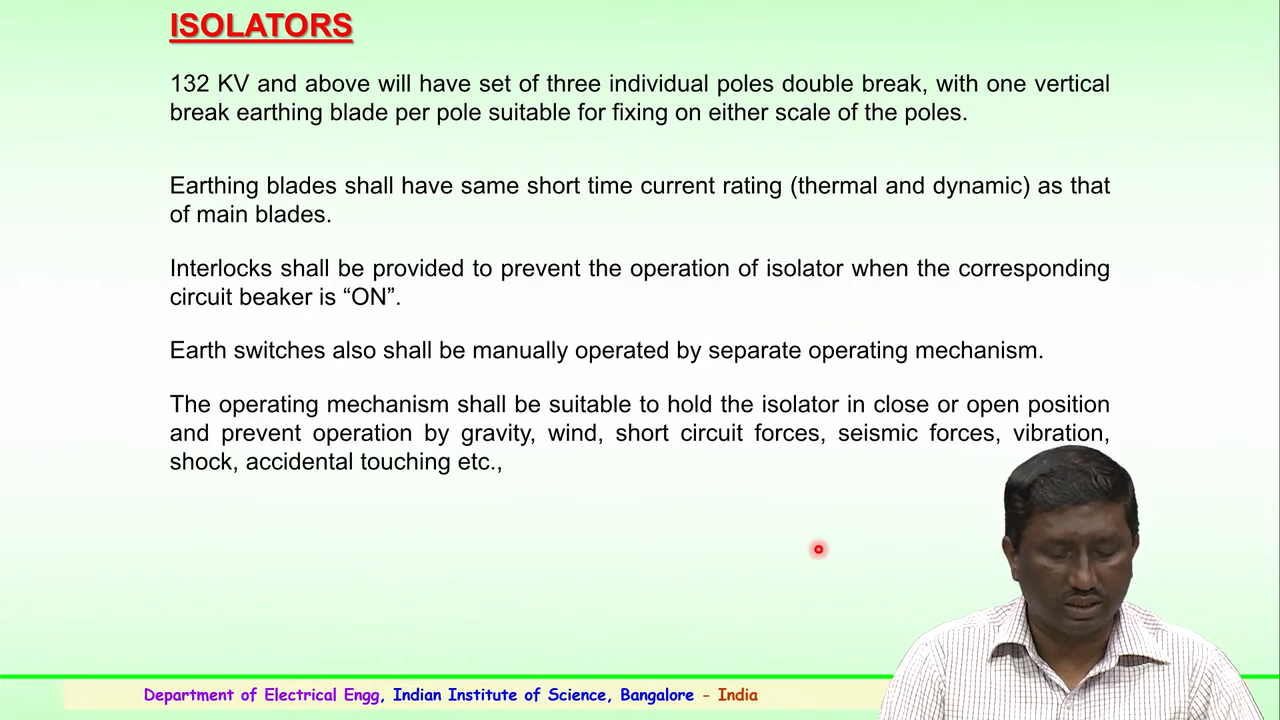 ISOLATORS
132 KV and above will have set of three individual poles double break, with one vertical
break earthing blade per pole suitable for fixing on either scale of the poles.
Earthing blades shall have same short time current rating (thermal and dynamic) as that
of main blades.
Interlocks shall be provided to prevent the operation of isolator when the corresponding
circuit beaker is “ON”.
Earth switches also shall be manually operated by separate operating mechanism.
The operating mechanism shall be suitable to hold the isolator in close or open position
and prevent operation by gravity, wind, short circuit forces, seismic forces, vibration,
shock, accidental touching etc.,
Department of Electrical Engg, Indian Institute of Science, Bangalore - India